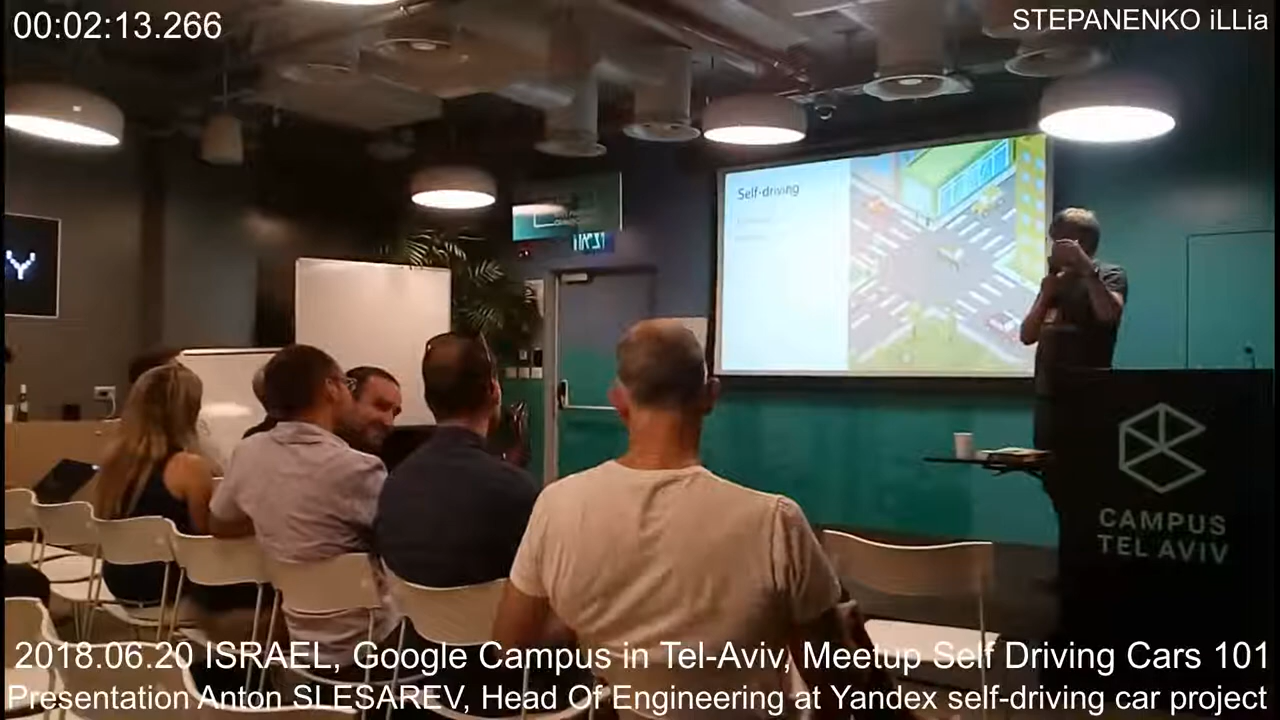 00:02:13.266
STEPANENKO iLLia
Self-driving
Y
CAMPUS
TEL AVIV
2018.06.20 ISRAEL, Google Campus in Tel-Aviv, Meetup Self Driving Cars 101
Presentation Anton SLESAREV, Head Of Engineering at Yandex self-driving car project